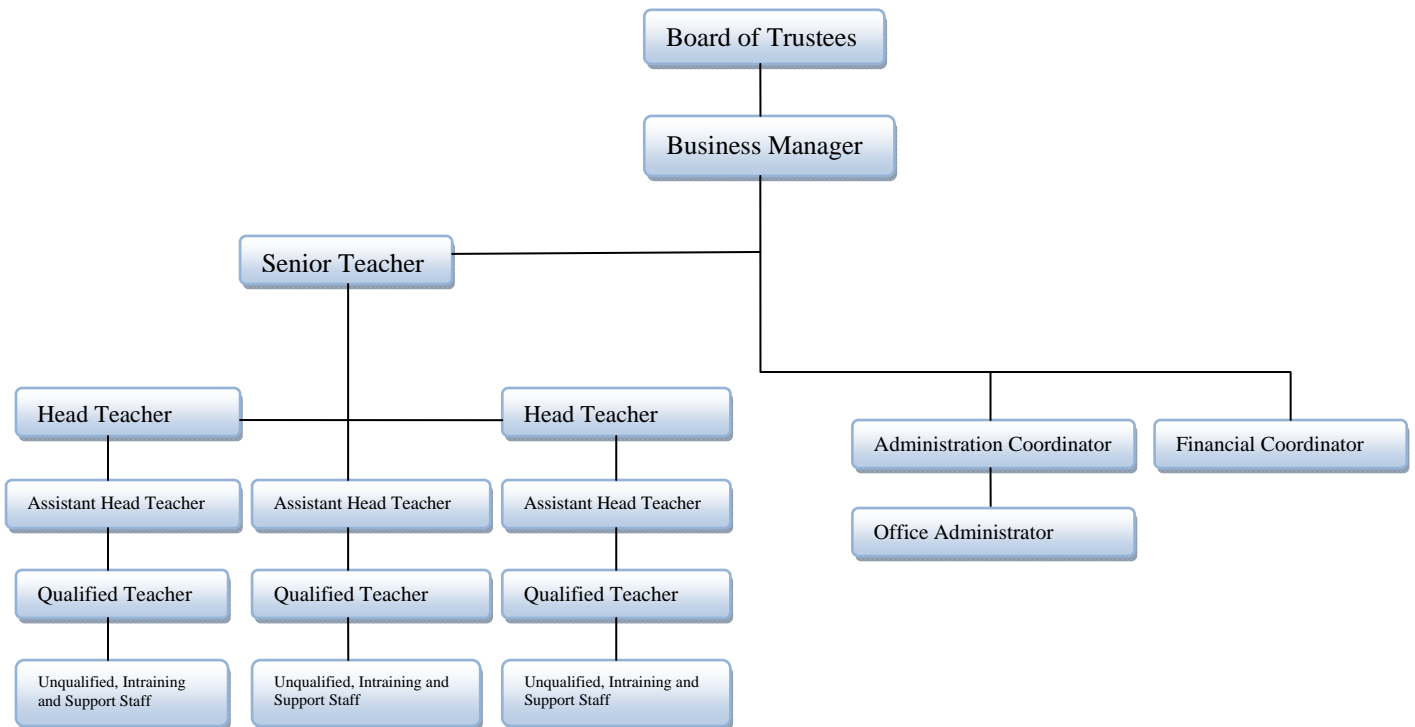 Board of Trustees
Business Manager
Senior Teacher
Head Teacher
Head Teacher
Administration Coordinator
Financial Coordinator
Assistant Head Teacher
Assistant Head Teacher
Assistant Head Teacher
Office Administrator
Qualified Teacher
Qualified Teacher
Qualified Teacher
Unqualified, Intraining
and Support Staff
Unqualified, Intraining and
Support Staff
Unqualified, Intraining and
Support Staff